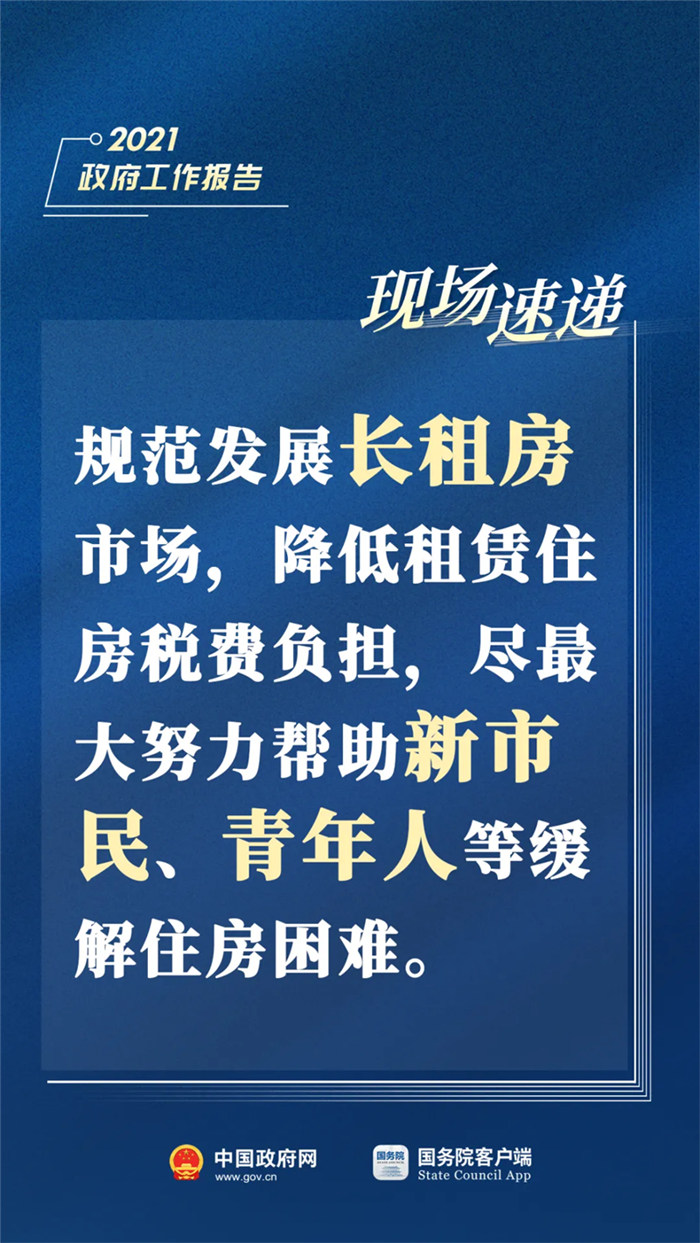 2021
政府工作报告
现场速递
规范发展长租房
市场，降低租赁住
房税费负担，尽最
大努力帮助新市
民、青年人等缓
解住房困难。
中国政府网
www.gov.cn
国务院
国务院客户端
State Council App